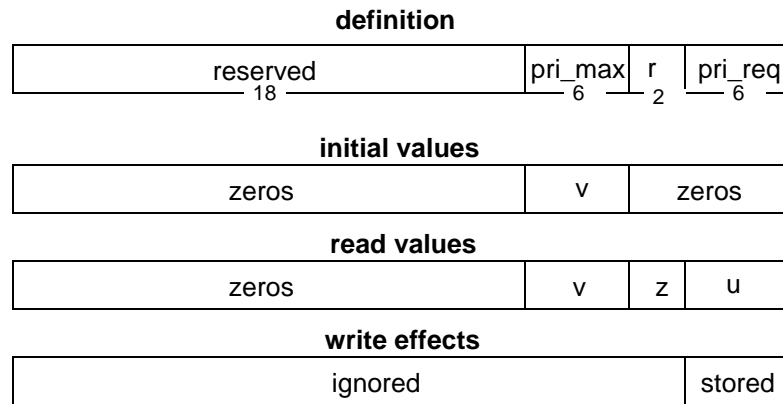 definition
reserved pri_max r pri_req
18 6 2 6
initial values
zeros v zeros
read values
zeros v z u
write effects
ignored stored